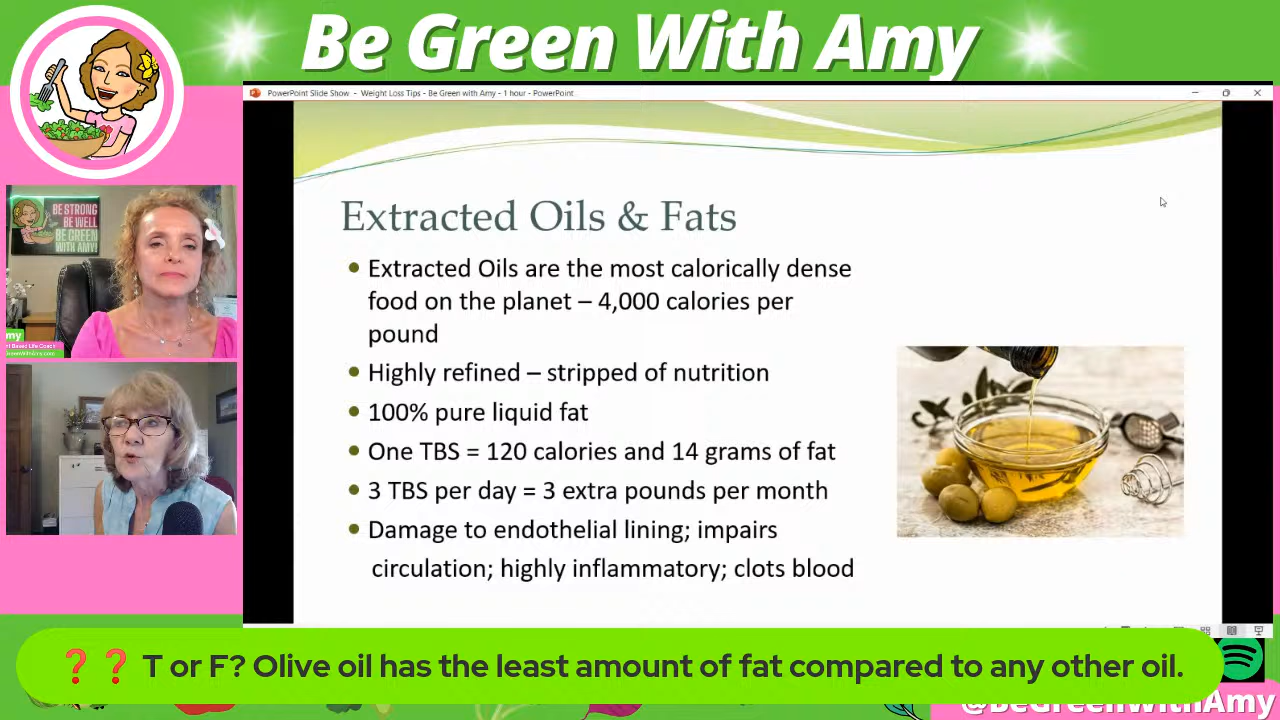 Be Green With Amy
PowerPoint Slide Show - Weight Loss Tips - Be Green with Amy - 1 hour - PowerPoint
BE STRONG
BE WELL
BE GREEN
WITH AMY!
Extracted Oils & Fats
Extracted Oils are the most calorically dense
food on the planet – 4,000 calories per
pound
Highly refined – stripped of nutrition
100% pure liquid fat
One TBS = 120 calories and 14 grams of fat
3 TBS per day = 3 extra pounds per month
Damage to endothelial lining; impairs
circulation; highly inflammatory; clots blood
❓❓ T or F? Olive oil has the least amount of fat compared to any other oil.
@BeGreenWithAmy